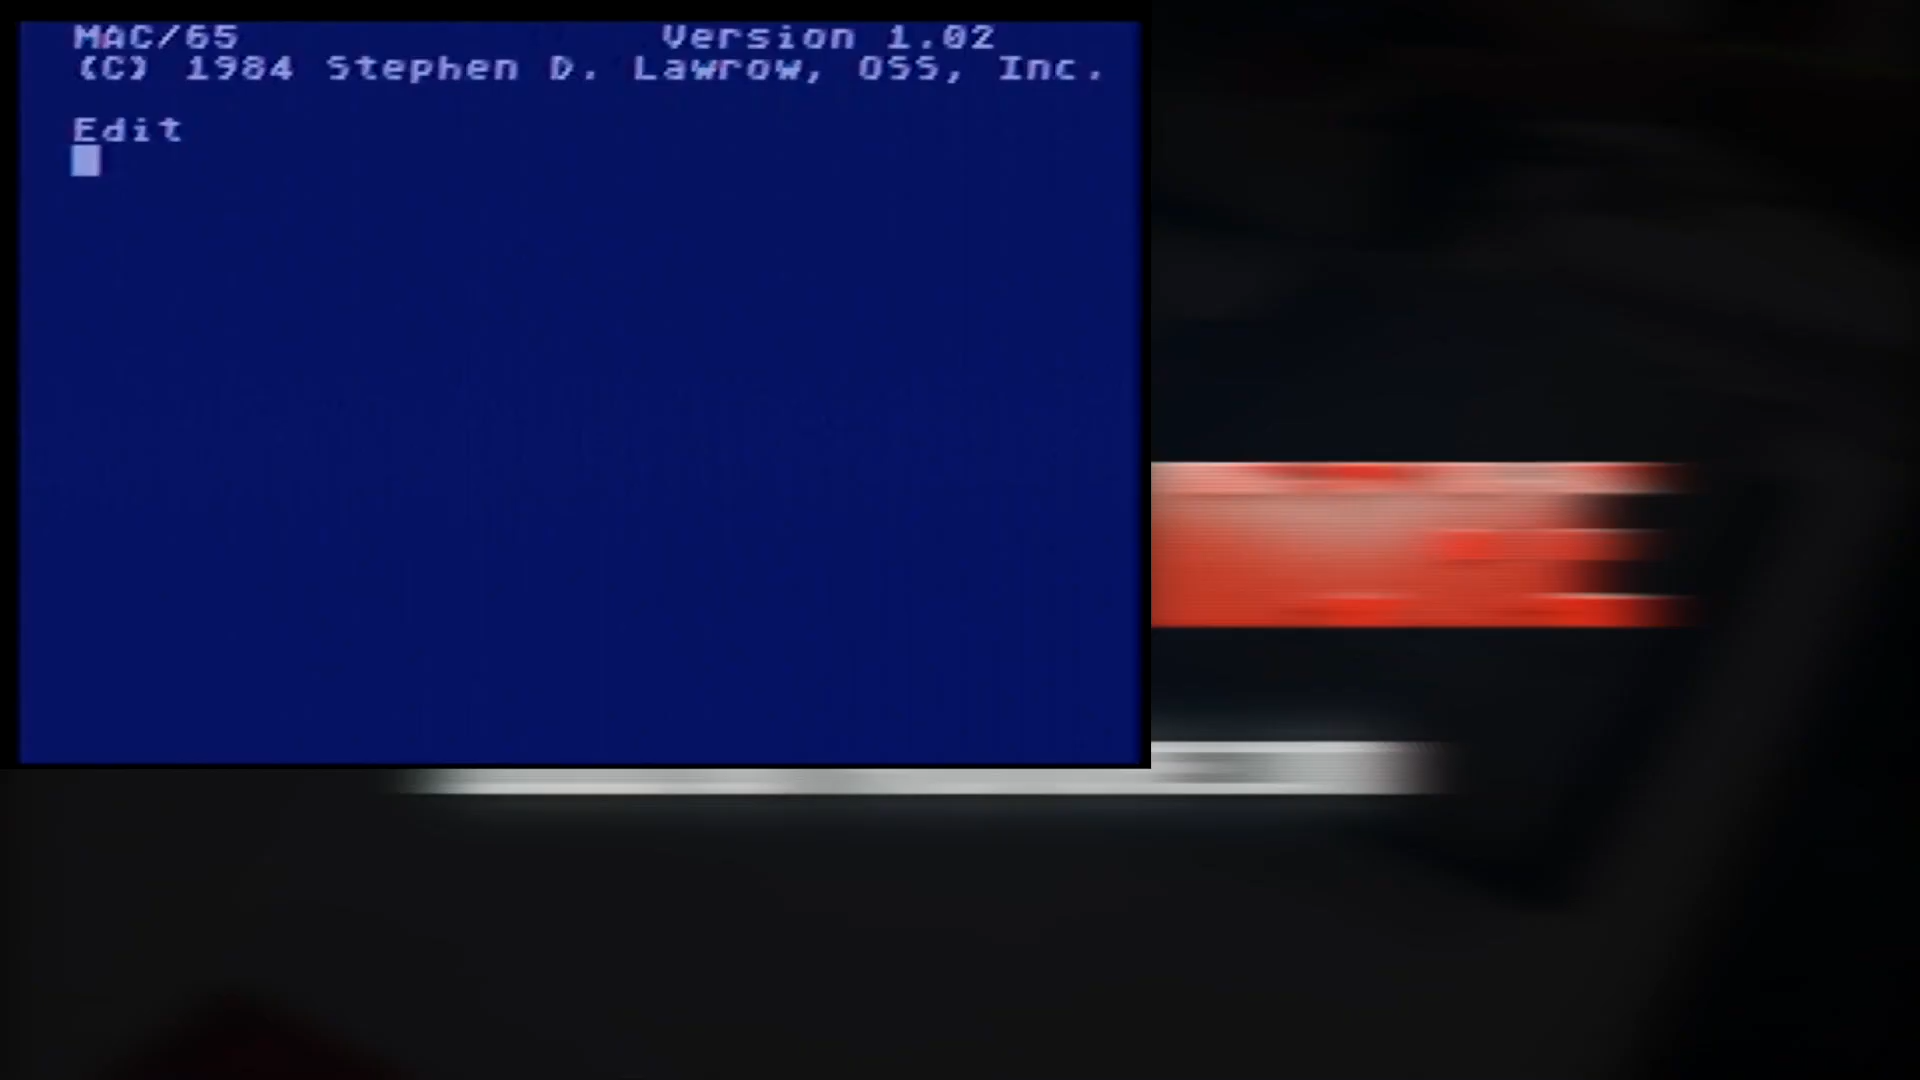 MAC/65 Version 1.02
(C) 1984 Stephen D. Lawrow, OSS, Inc.
Edit